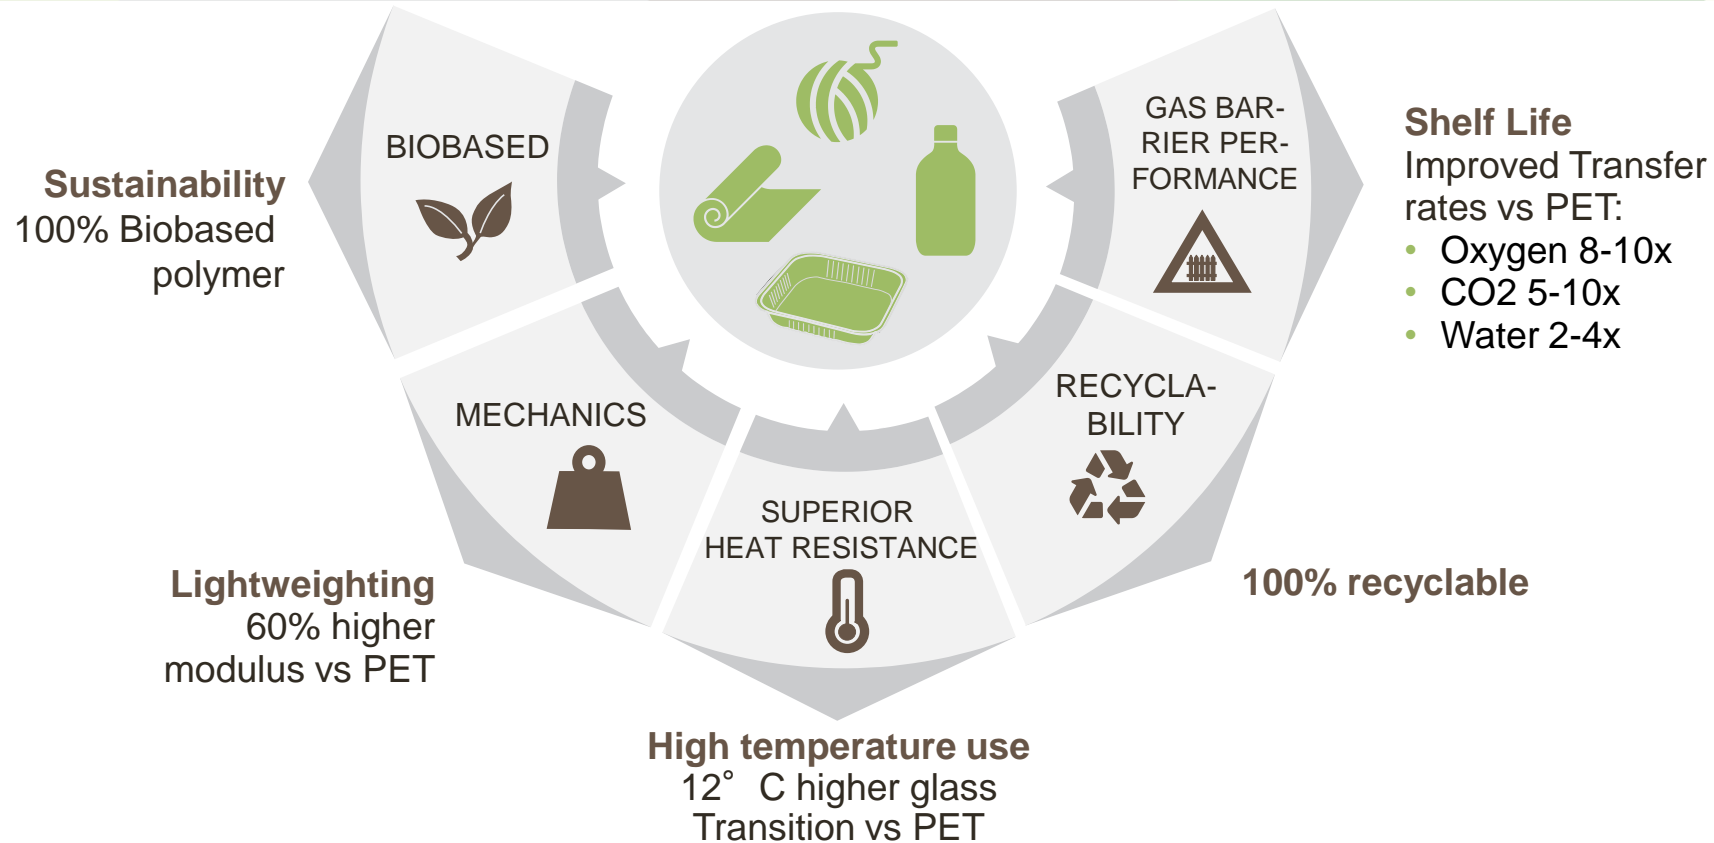 BIOBASED
Sustainability
100% Biobased
polymer
MECHANICS
Lightweighting
60% higher
modulus vs PET
SUPERIOR
HEAT RESISTANCE
High temperature use
12° C higher glass
Transition vs PET
RECYCLA-
BILITY
100% recyclable
GAS BAR-
RIER PER-
FORMANCE
Shelf Life
Improved Transfer
rates vs PET:
• Oxygen 8-10x
• CO2 5-10x
• Water 2-4x